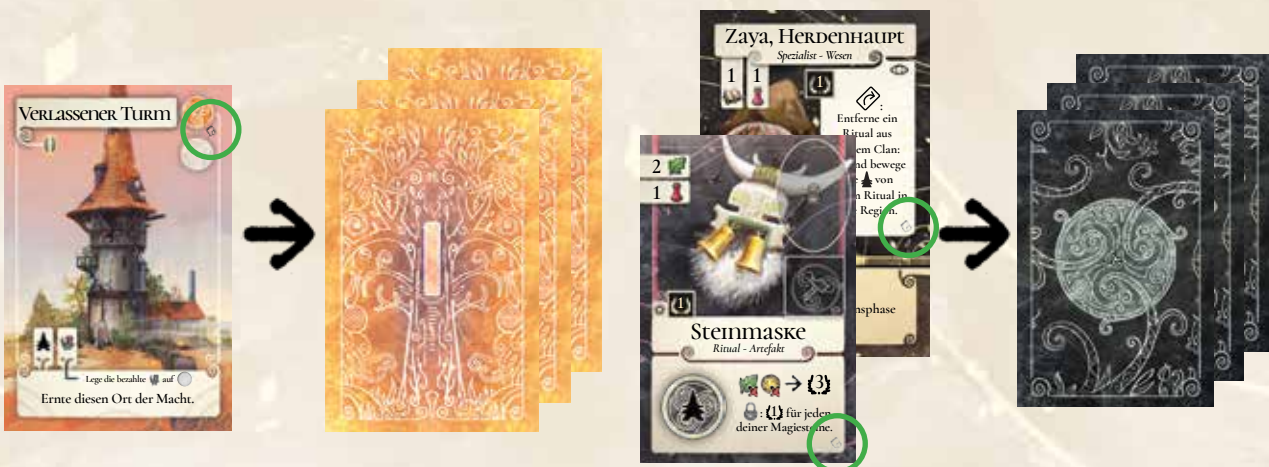 Verlassener Turm
Lege die bezahlte auf
Ernte diesen Ort der Macht.
Zaya, Herdenhaupt
Spezialist - Wesen
1 1
(1)
:
Entferne ein
Ritual aus
em Clan:
nd bewege
von
Ritual in
Region.
nsphase
2
1
(1)
Steinmaske
Ritual - Artefakt
→ (3)
: (1) für jeden
deiner Magiesteine.